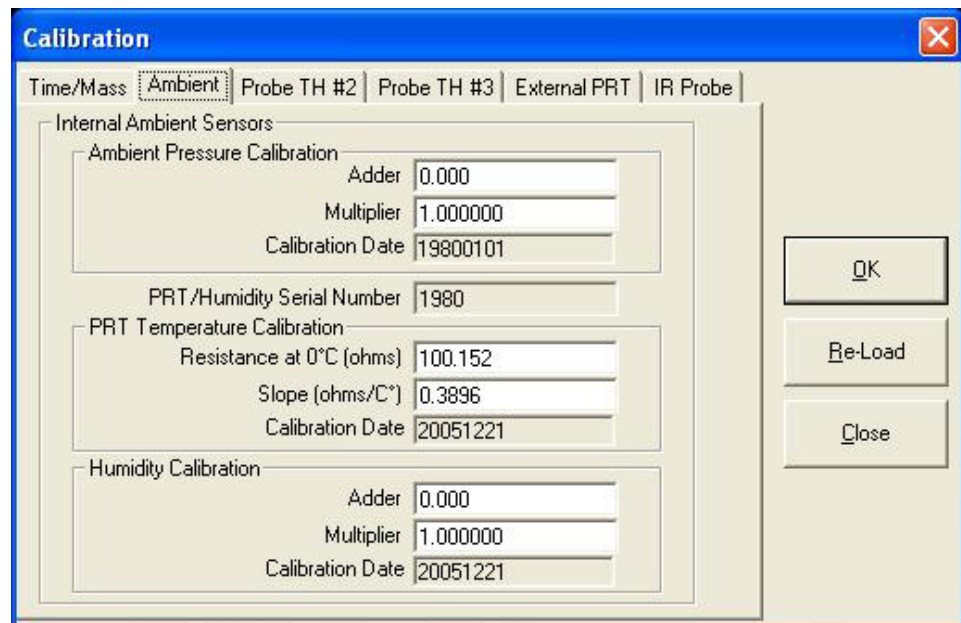 Calibration
Time/Mass Ambient Probe TH #2 Probe TH #3 External PRT IR Probe
Internal Ambient Sensors
Ambient Pressure Calibration
Adder 0.000
Multiplier 1.000000
Calibration Date 19800101
PRT/Humidity Serial Number 1980
PRT Temperature Calibration
Resistance at 0°C (ohms) 100.152
Slope (ohms/C°) 0.3896
Calibration Date 20051221
Humidity Calibration
Adder 0.000
Multiplier 1.000000
Calibration Date 20051221
OK
Re-Load
Close